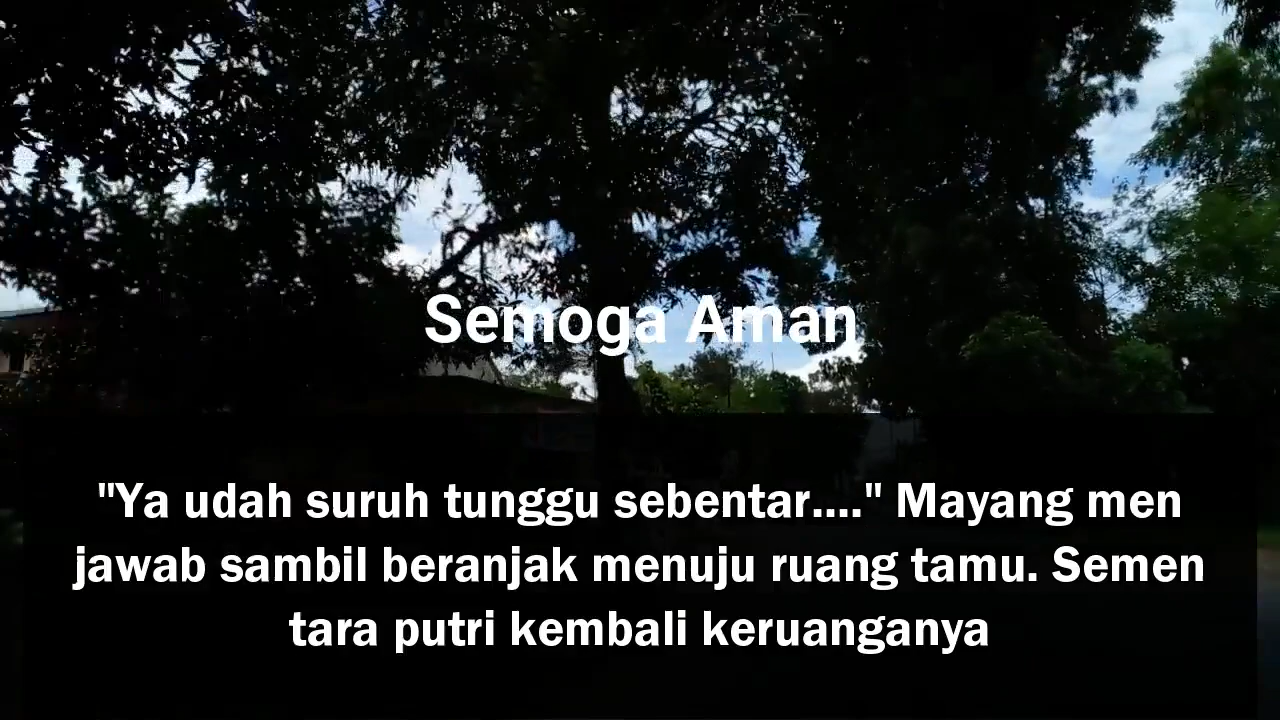 Semoga Aman
"Ya udah suruh tunggu sebentar...." Mayang men
jawab sambil beranjak menuju ruang tamu. Semen
tara putri kembali keruanganya